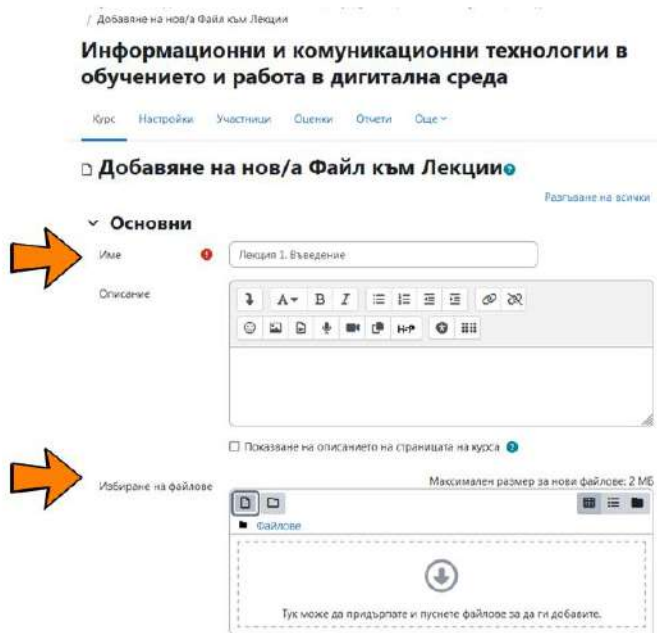 / Добавяне на нов/а Файл към Лекции
Информационни и комуникационни технологии в
обучението и работа в дигитална среда
Курс Настройки Участници Оценки Отчети Още
Добавяне на нов/а Файл към Лекции
Разгъване на всички
Основни
Име
Лекция 1. Въведение
Описание
A B I
H-P
Показване на описанието на страницата на курса
Избиране на файлове
Максимален размер за нови файлове: 2 МБ
Файлове
Тук може да придърпате и пуснете файлове за да ги добавите.